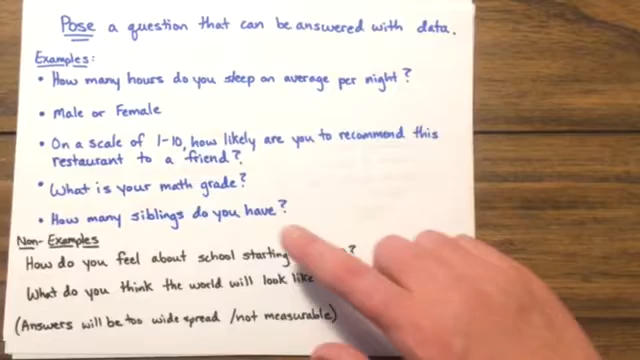 Pose a question that can be answered with data.
Examples:
• How many hours do you sleep on average per night?
• Male or Female
• On a scale of 1-10, how likely are you to recommend this
restaurant to a friend?
• What is your math grade?
• How many siblings do you have?
Non-Examples
How do you feel about school starting ?
What do you think the world will look like
(Answers will be too wide spread / not measurable)